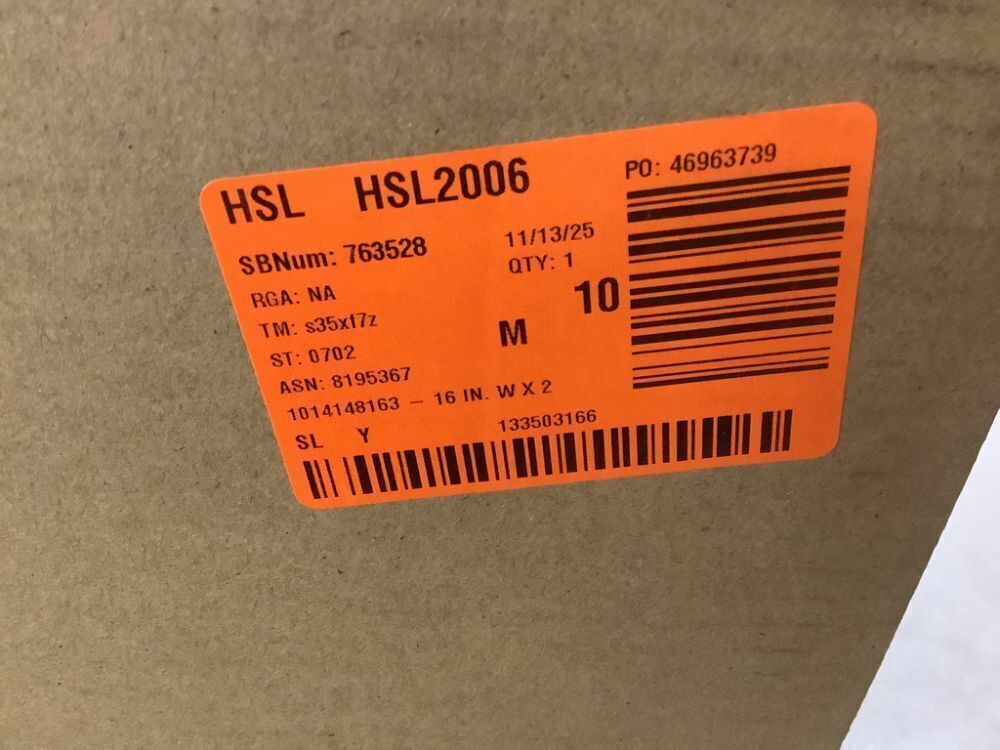 HSL HSL2006
PO: 46963739
SBNum: 763528
11/13/25
RGA: NA
QTY: 1
TM: s35xf7z
10
ST: 0702
M
ASN: 8195367
1014148163 – 16 IN. W X 2
SL Y
133503166